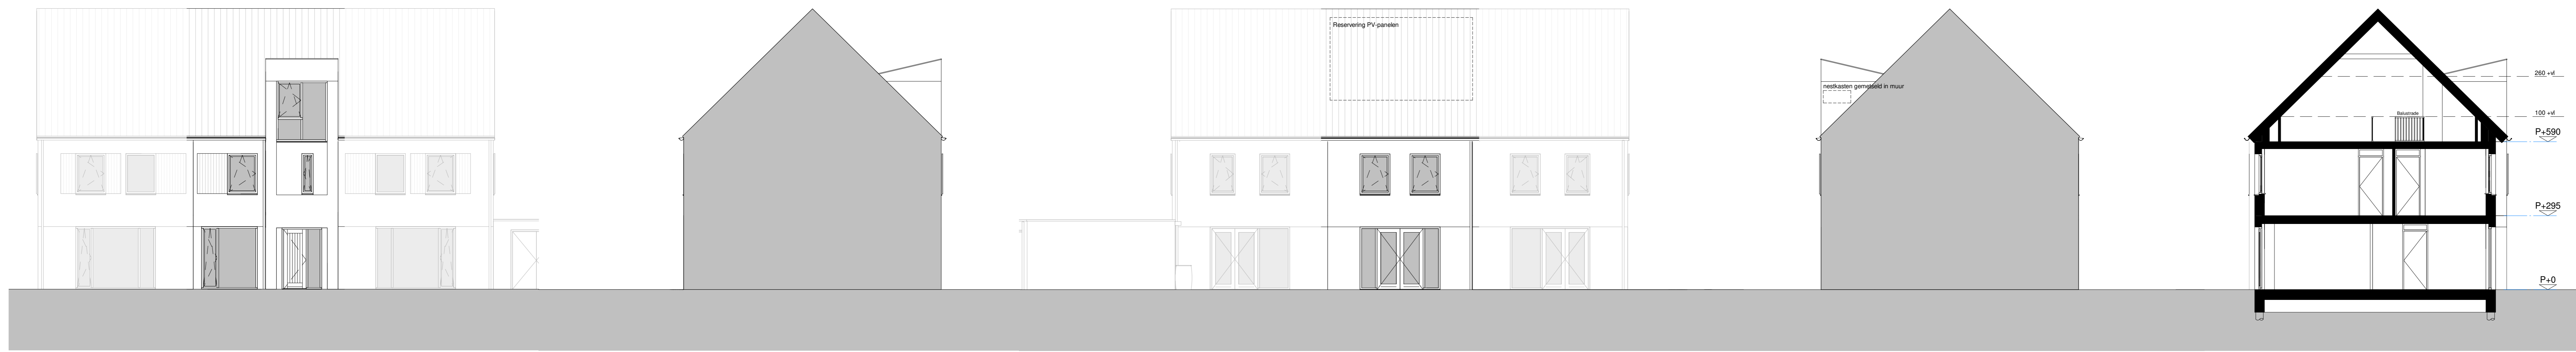 Reservering PV-panelen
nestkasten gemetseld in muur
260 +vl
100 +vl
Balustrade
P+590
P+295
P+0